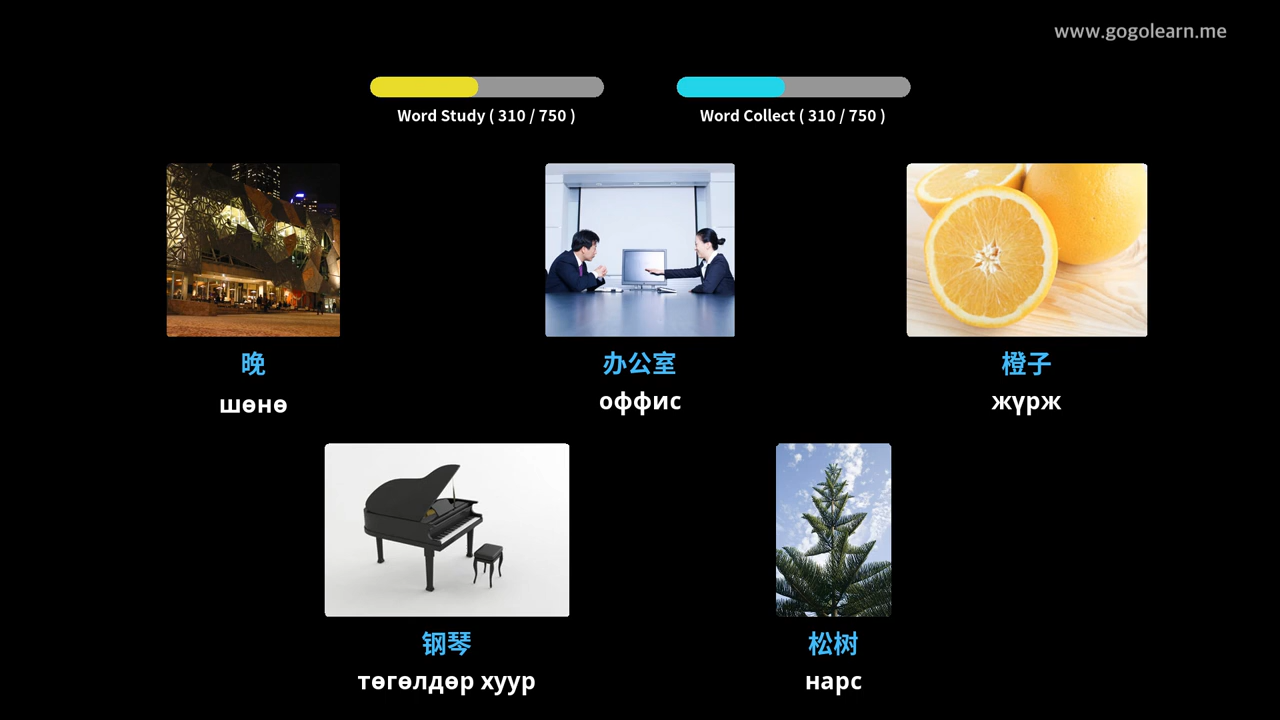 www.gogolearn.me
Word Study ( 310 / 750 )
Word Collect ( 310 / 750 )
晚
шөнө
办公室
оффис
橙子
жүрж
钢琴
төгөлдөр хуур
松树
нарс